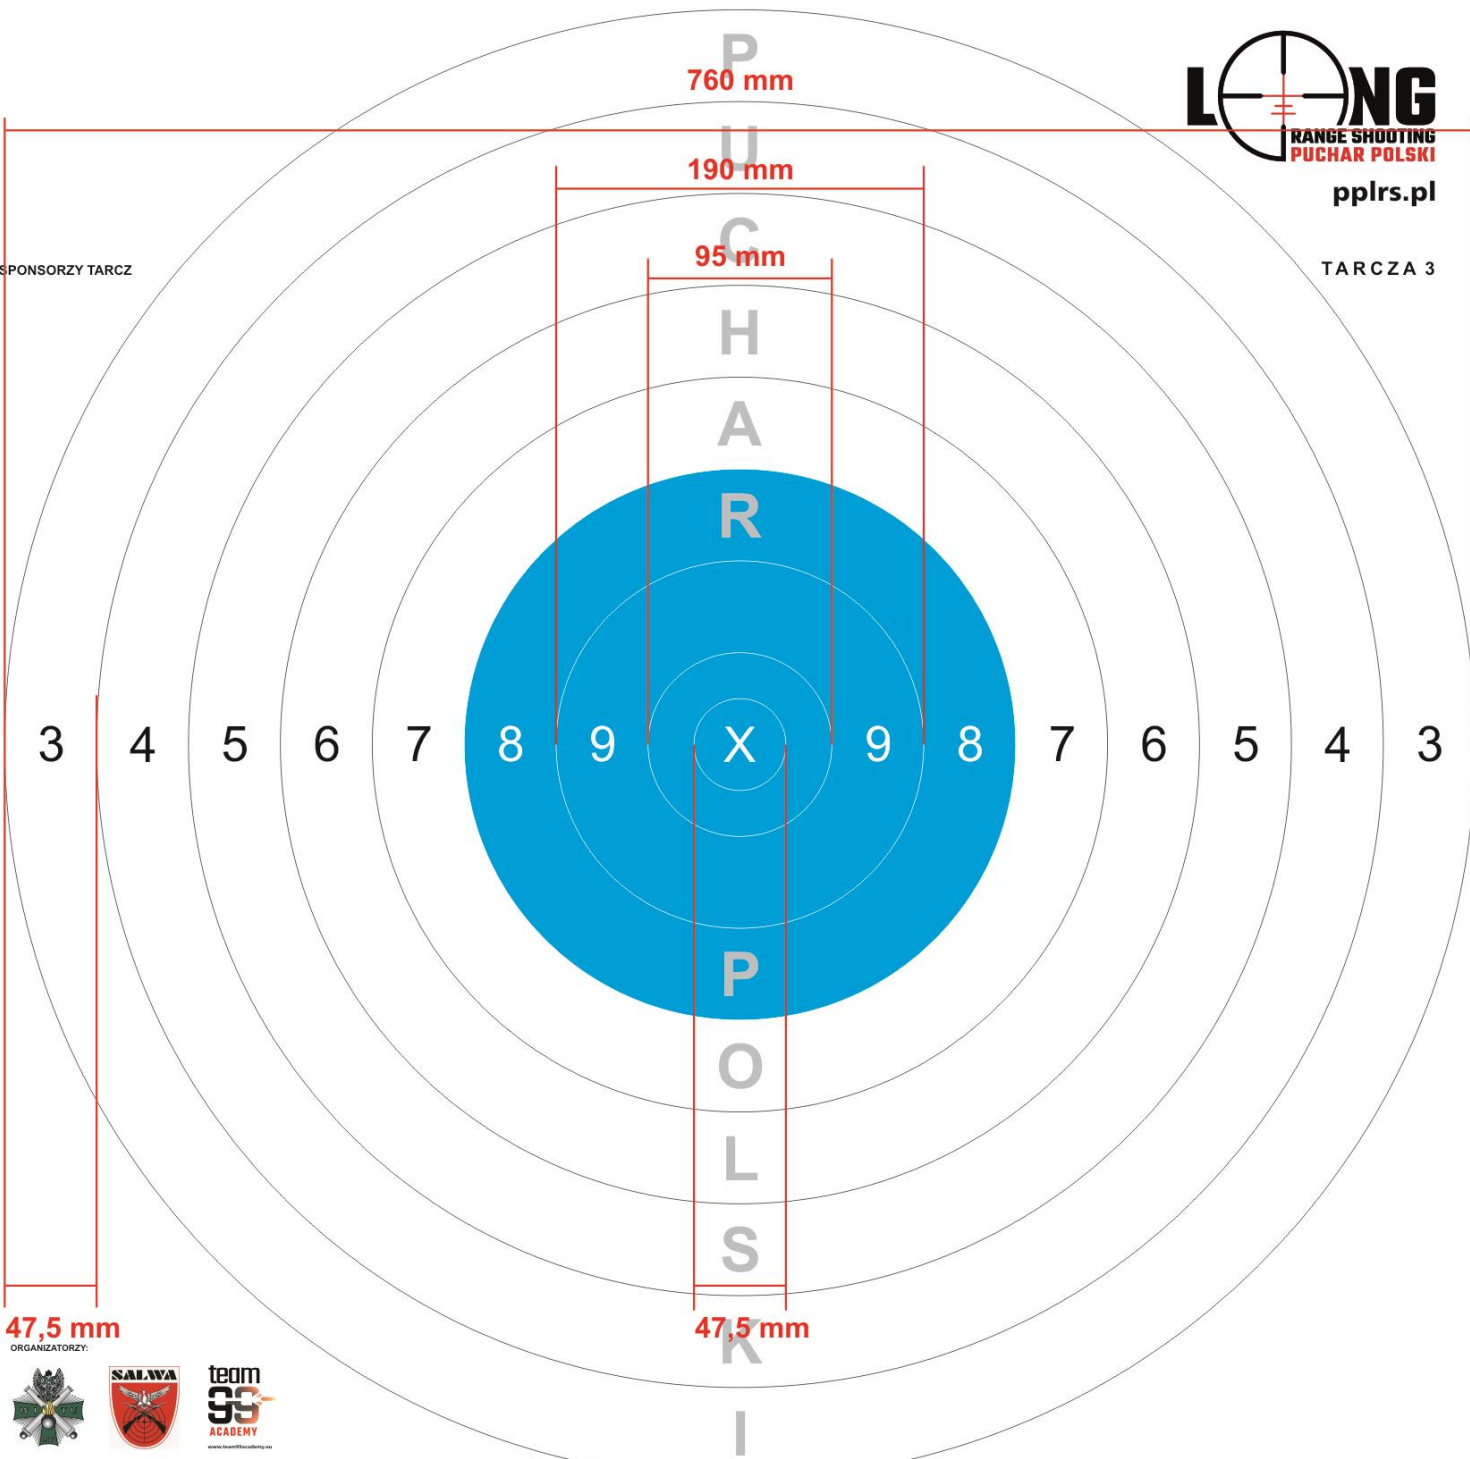 P
760 mm
LONG
RANGE SHOOTING
PUCHAR POLSKI
pplrs.pl
U
190 mm
C
95 mm
SPONSORZY TARCZ
TARCZA 3
H
A
R
3 4 5 6 7 8 9 X 9 8 7 6 5 4 3
P
O
L
S
K
I
47,5 mm
47,5 mm
ORGANIZATORZY:
SALWA
team
99
ACADEMY